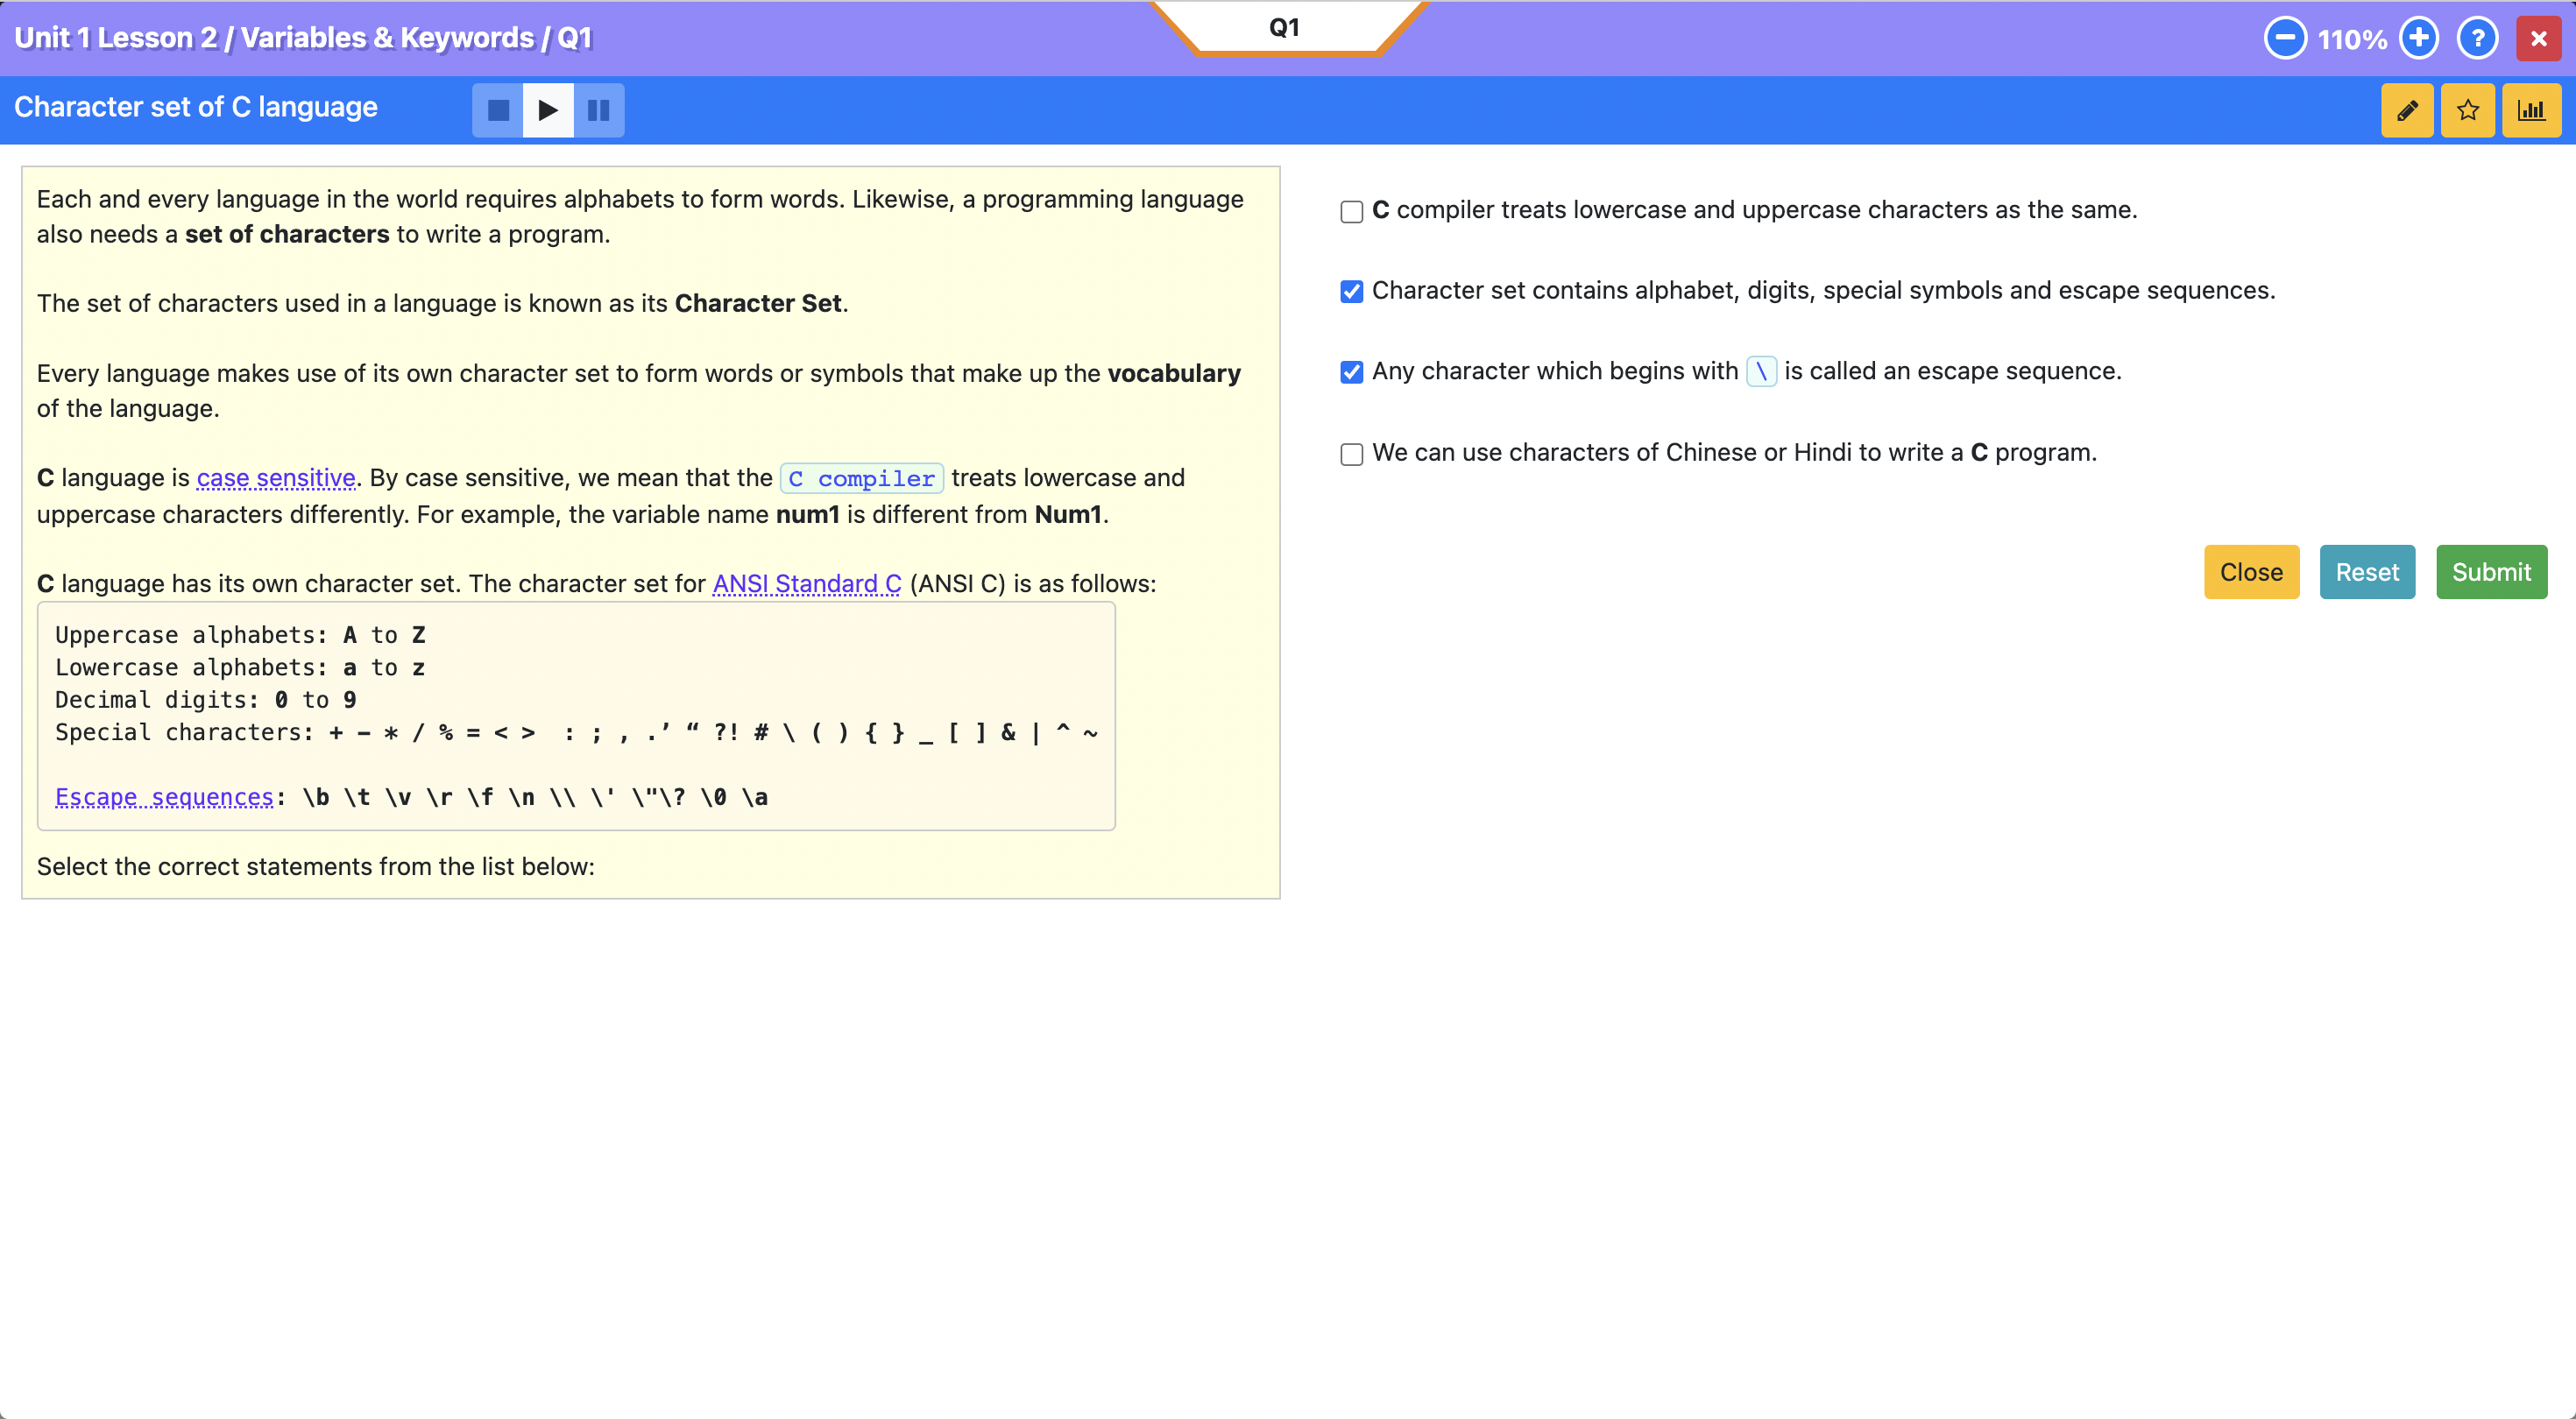 Unit 1 Lesson 2 / Variables & Keywords / Q1
Q1
110%
?
Character set of C language
Each and every language in the world requires alphabets to form words. Likewise, a programming language
also needs a set of characters to write a program.
The set of characters used in a language is known as its Character Set.
Every language makes use of its own character set to form words or symbols that make up the vocabulary
of the language.
C language is case sensitive. By case sensitive, we mean that the C compiler treats lowercase and
uppercase characters differently. For example, the variable name num1 is different from Num1.
C language has its own character set. The character set for ANSI Standard C (ANSI C) is as follows:
Uppercase alphabets: A to Z
Lowercase alphabets: a to z
Decimal digits: 0 to 9
Special characters: + – * / % = < >  : ; , .’ “ ?! # \ ( ) { } _ [ ] & | ^ ~
Escape sequences: \b \t \v \r \f \n \\ \' \"\? \0 \a
Select the correct statements from the list below:
C compiler treats lowercase and uppercase characters as the same.
Character set contains alphabet, digits, special symbols and escape sequences.
Any character which begins with \ is called an escape sequence.
We can use characters of Chinese or Hindi to write a C program.
Close
Reset
Submit